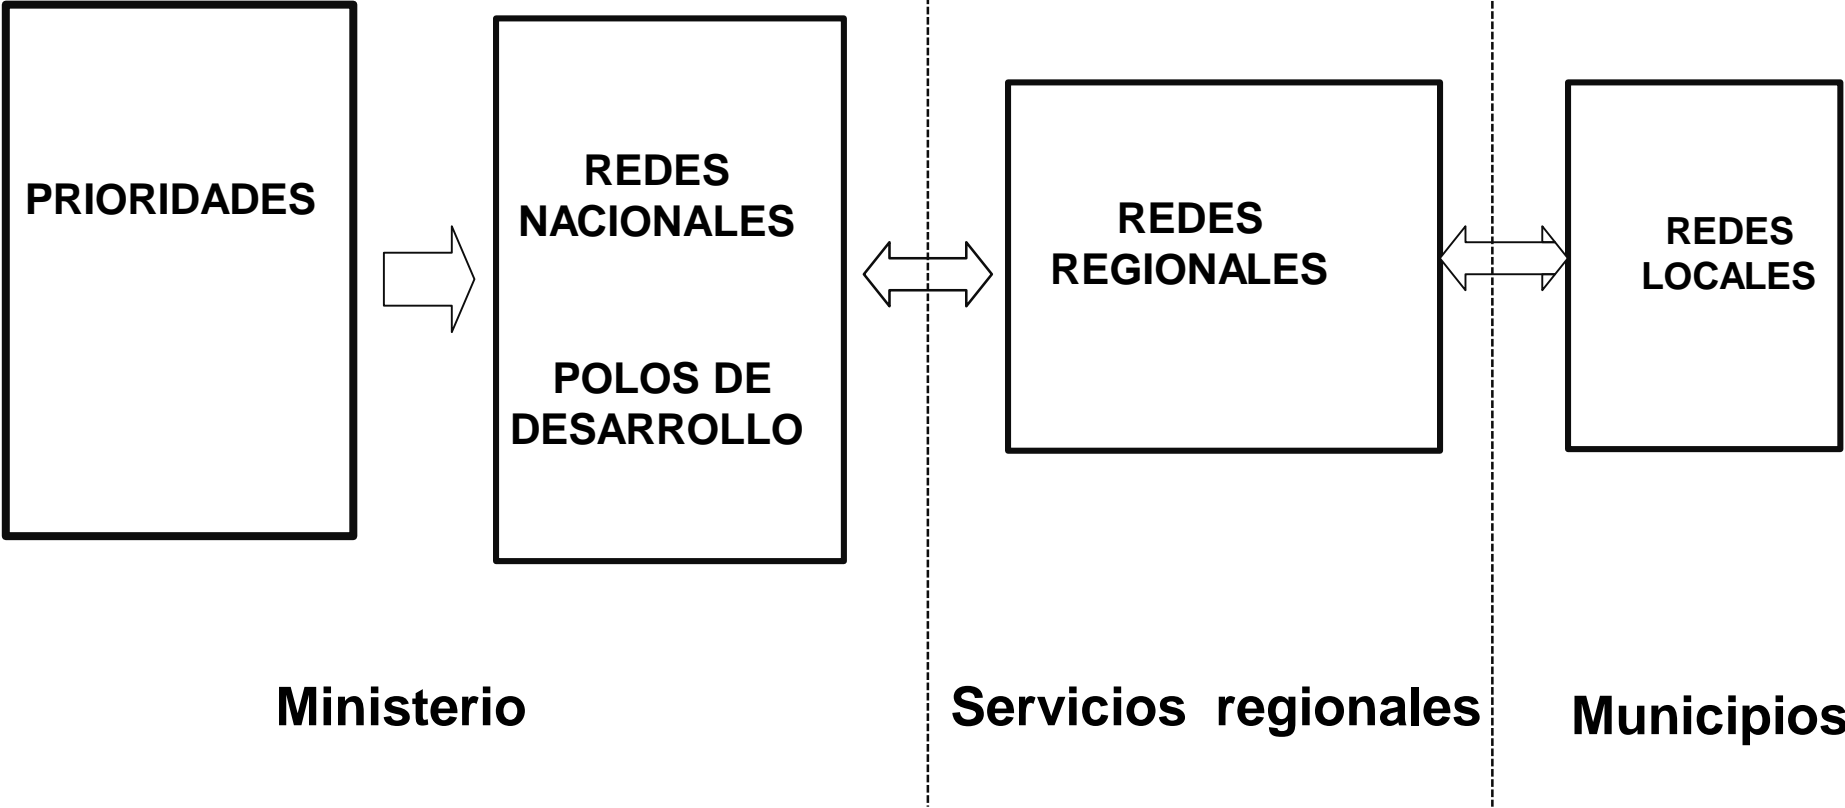 PRIORIDADES
REDES
NACIONALES
POLOS DE
DESARROLLO
REDES
REGIONALES
REDES
LOCALES
Ministerio
Servicios regionales
Municipios